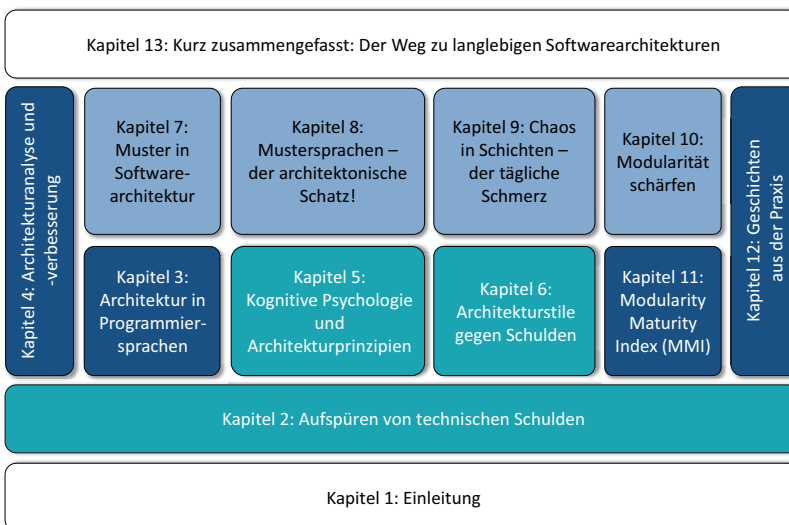 Kapitel 13: Kurz zusammengefasst: Der Weg zu langlebigen Softwarearchitekturen
Kapitel 4: Architekturanalyse und
-verbesserung
Kapitel 7:
Muster in
Software-
architektur
Kapitel 8:
Mustersprachen –
der architektonische
Schatz!
Kapitel 9: Chaos
in Schichten –
der tägliche
Schmerz
Kapitel 10:
Modularität
schärfen
Kapitel 12: Geschichten
aus der Praxis
Kapitel 3:
Architektur in
Programmier-
sprachen
Kapitel 5:
Kognitive Psychologie
und
Architekturprinzipien
Kapitel 6:
Architekturstile
gegen Schulden
Kapitel 11:
Modularity
Maturity
Index (MMI)
Kapitel 2: Aufspüren von technischen Schulden
Kapitel 1: Einleitung